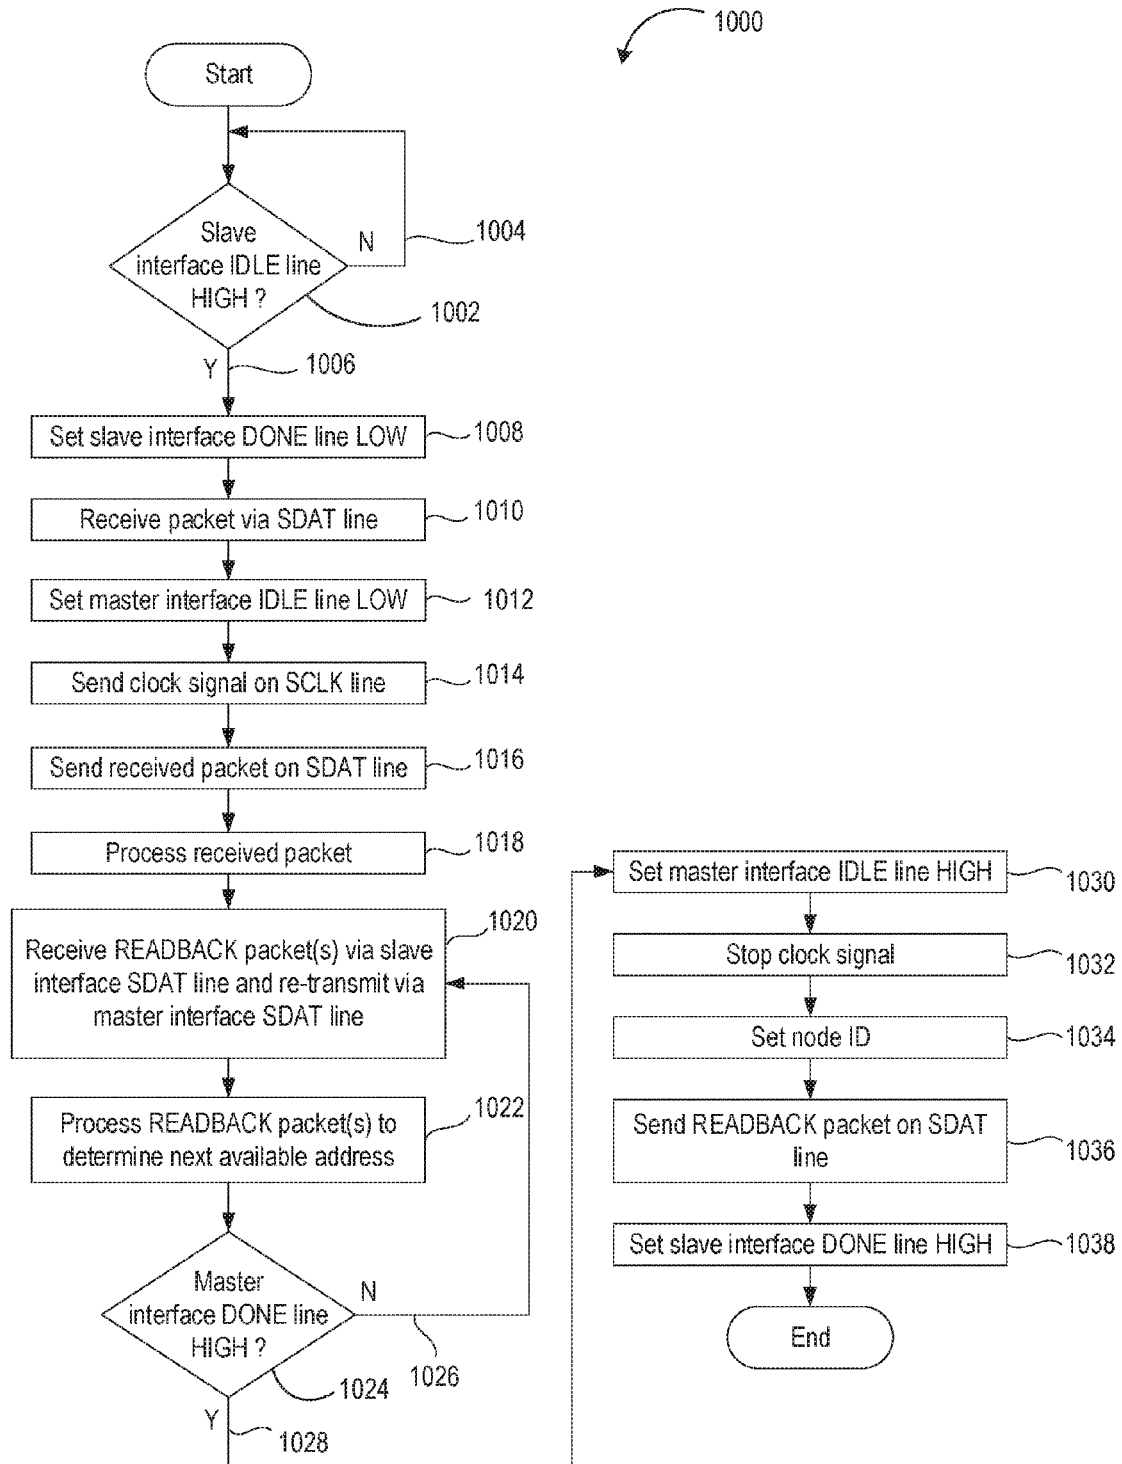 1000
Start
Slave
interface IDLE line
HIGH ?
N
1004
1002
Y
1006
Set slave interface DONE line LOW
1008
Receive packet via SDAT line
1010
Set master interface IDLE line LOW
1012
Send clock signal on SCLK line
1014
Send received packet on SDAT line
1016
Process received packet
1018
Receive READBACK packet(s) via slave
interface SDAT line and re-transmit via
master interface SDAT line
1020
Process READBACK packet(s) to
determine next available address
1022
Master
interface DONE line
HIGH ?
N
1026
1024
Y
1028
Set master interface IDLE line HIGH
1030
Stop clock signal
1032
Set node ID
1034
Send READBACK packet on SDAT
line
1036
Set slave interface DONE line HIGH
1038
End